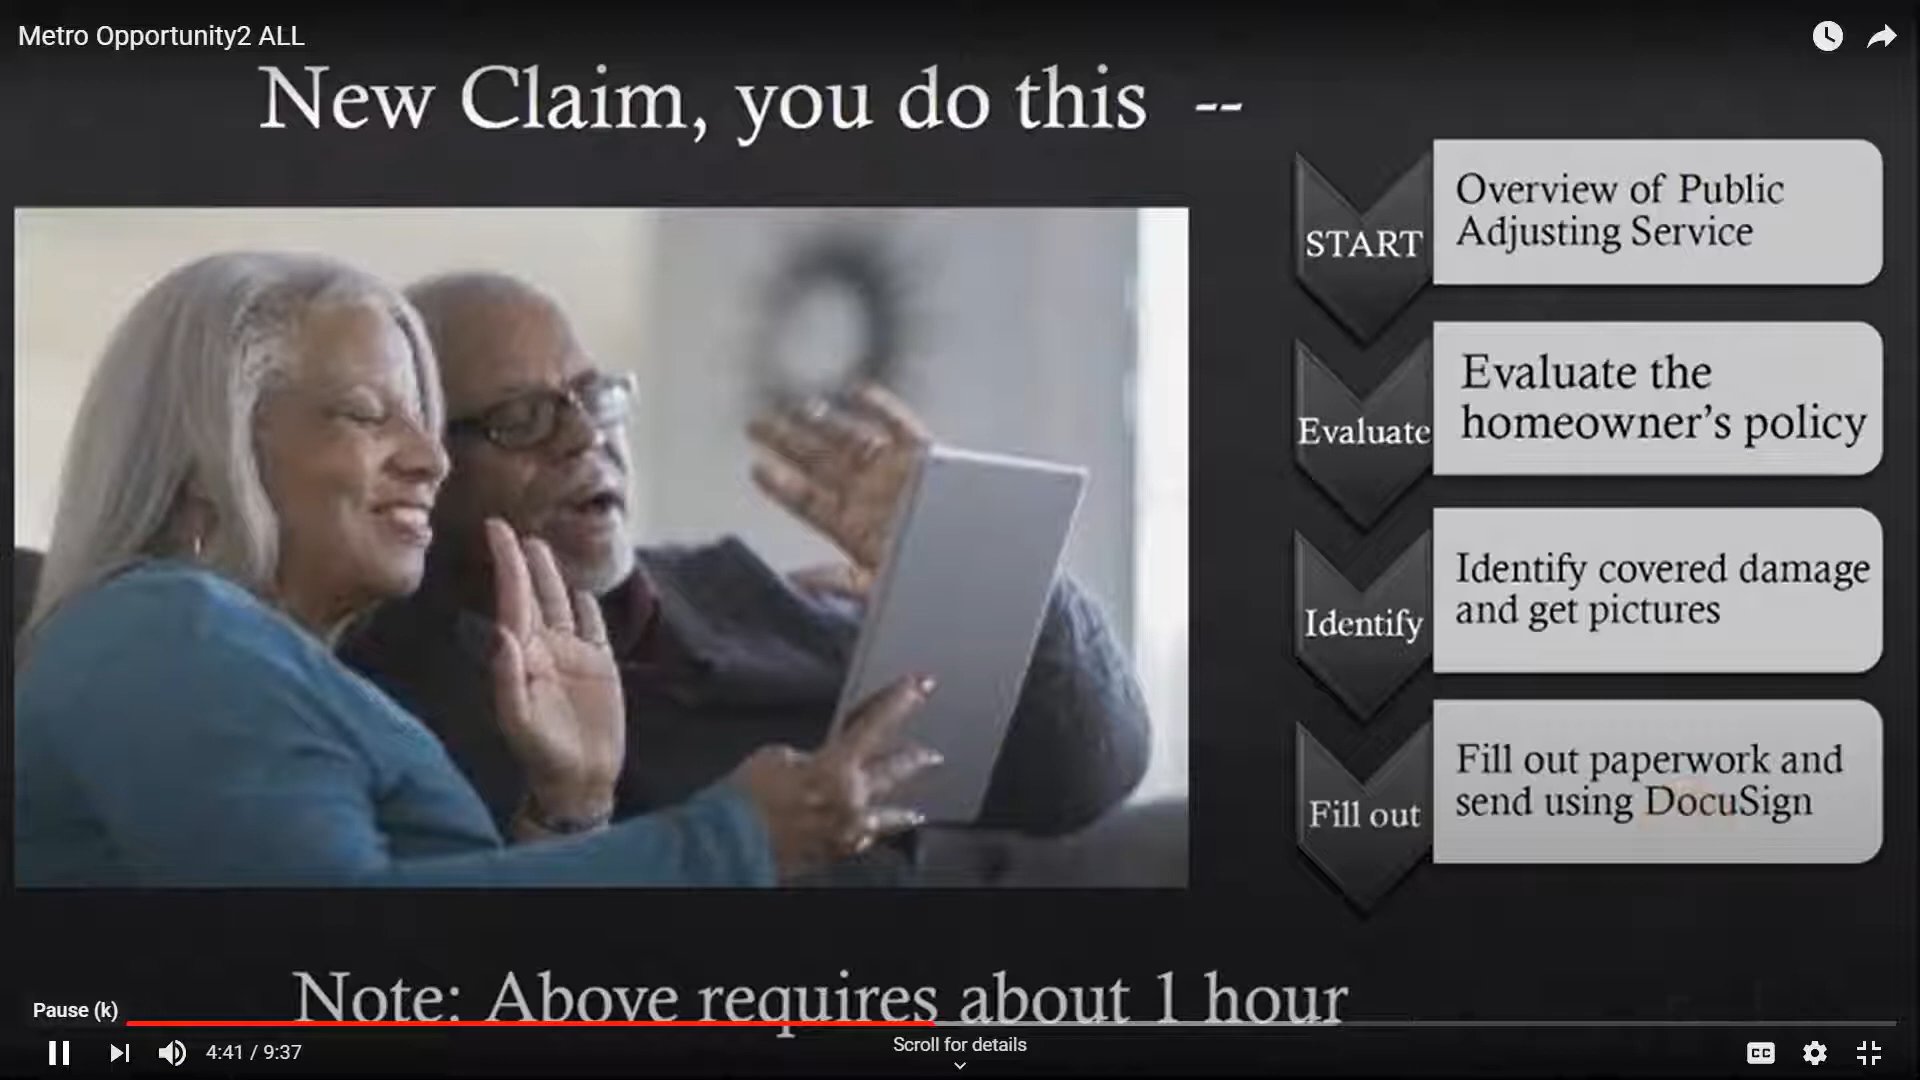 Metro Opportunity2 ALL
New Claim, you do this --
START
Overview of Public
Adjusting Service
Evaluate
Evaluate the
homeowner's policy
Identify
Identify covered damage
and get pictures
Fill out
Fill out paperwork and
send using DocuSign
Note: Above requires about 1 hour
Pause (k)
4:41 / 9:37
Scroll for details
CC